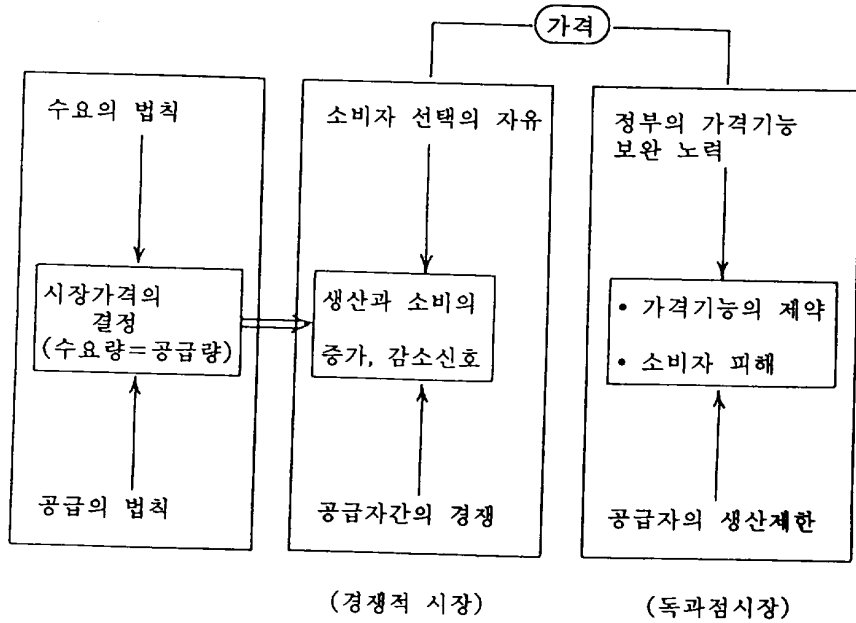 가격
수요의 법칙
시장가격의
결정
(수요량=공급량)
공급의 법칙
소비자 선택의 자유
생산과 소비의
증가, 감소신호
공급자간의 경쟁
(경쟁적 시장)
정부의 가격기능
보완 노력
• 가격기능의 제약
• 소비자 피해
공급자의 생산제한
(독과점시장)